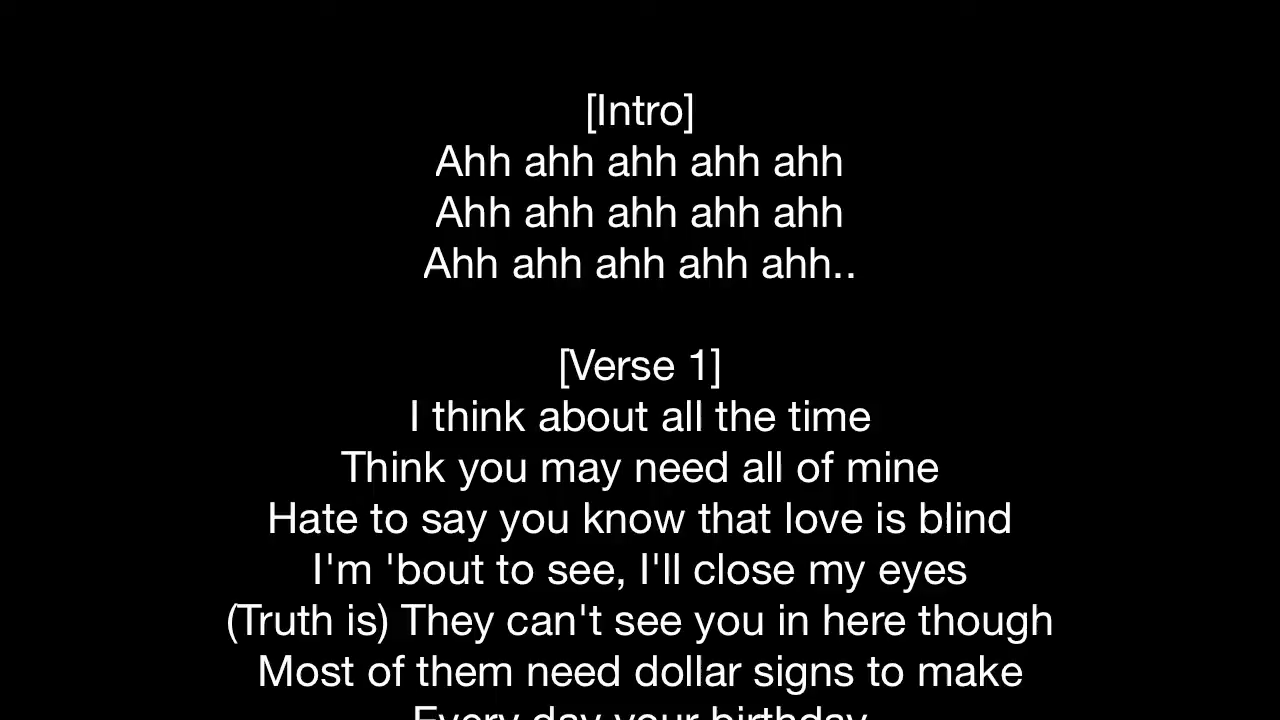 [Intro]
Ahh ahh ahh ahh ahh
Ahh ahh ahh ahh ahh
Ahh ahh ahh ahh ahh..
[Verse 1]
I think about all the time
Think you may need all of mine
Hate to say you know that love is blind
I'm 'bout to see, I'll close my eyes
(Truth is) They can't see you in here though
Most of them need dollar signs to make
Every day your birthday